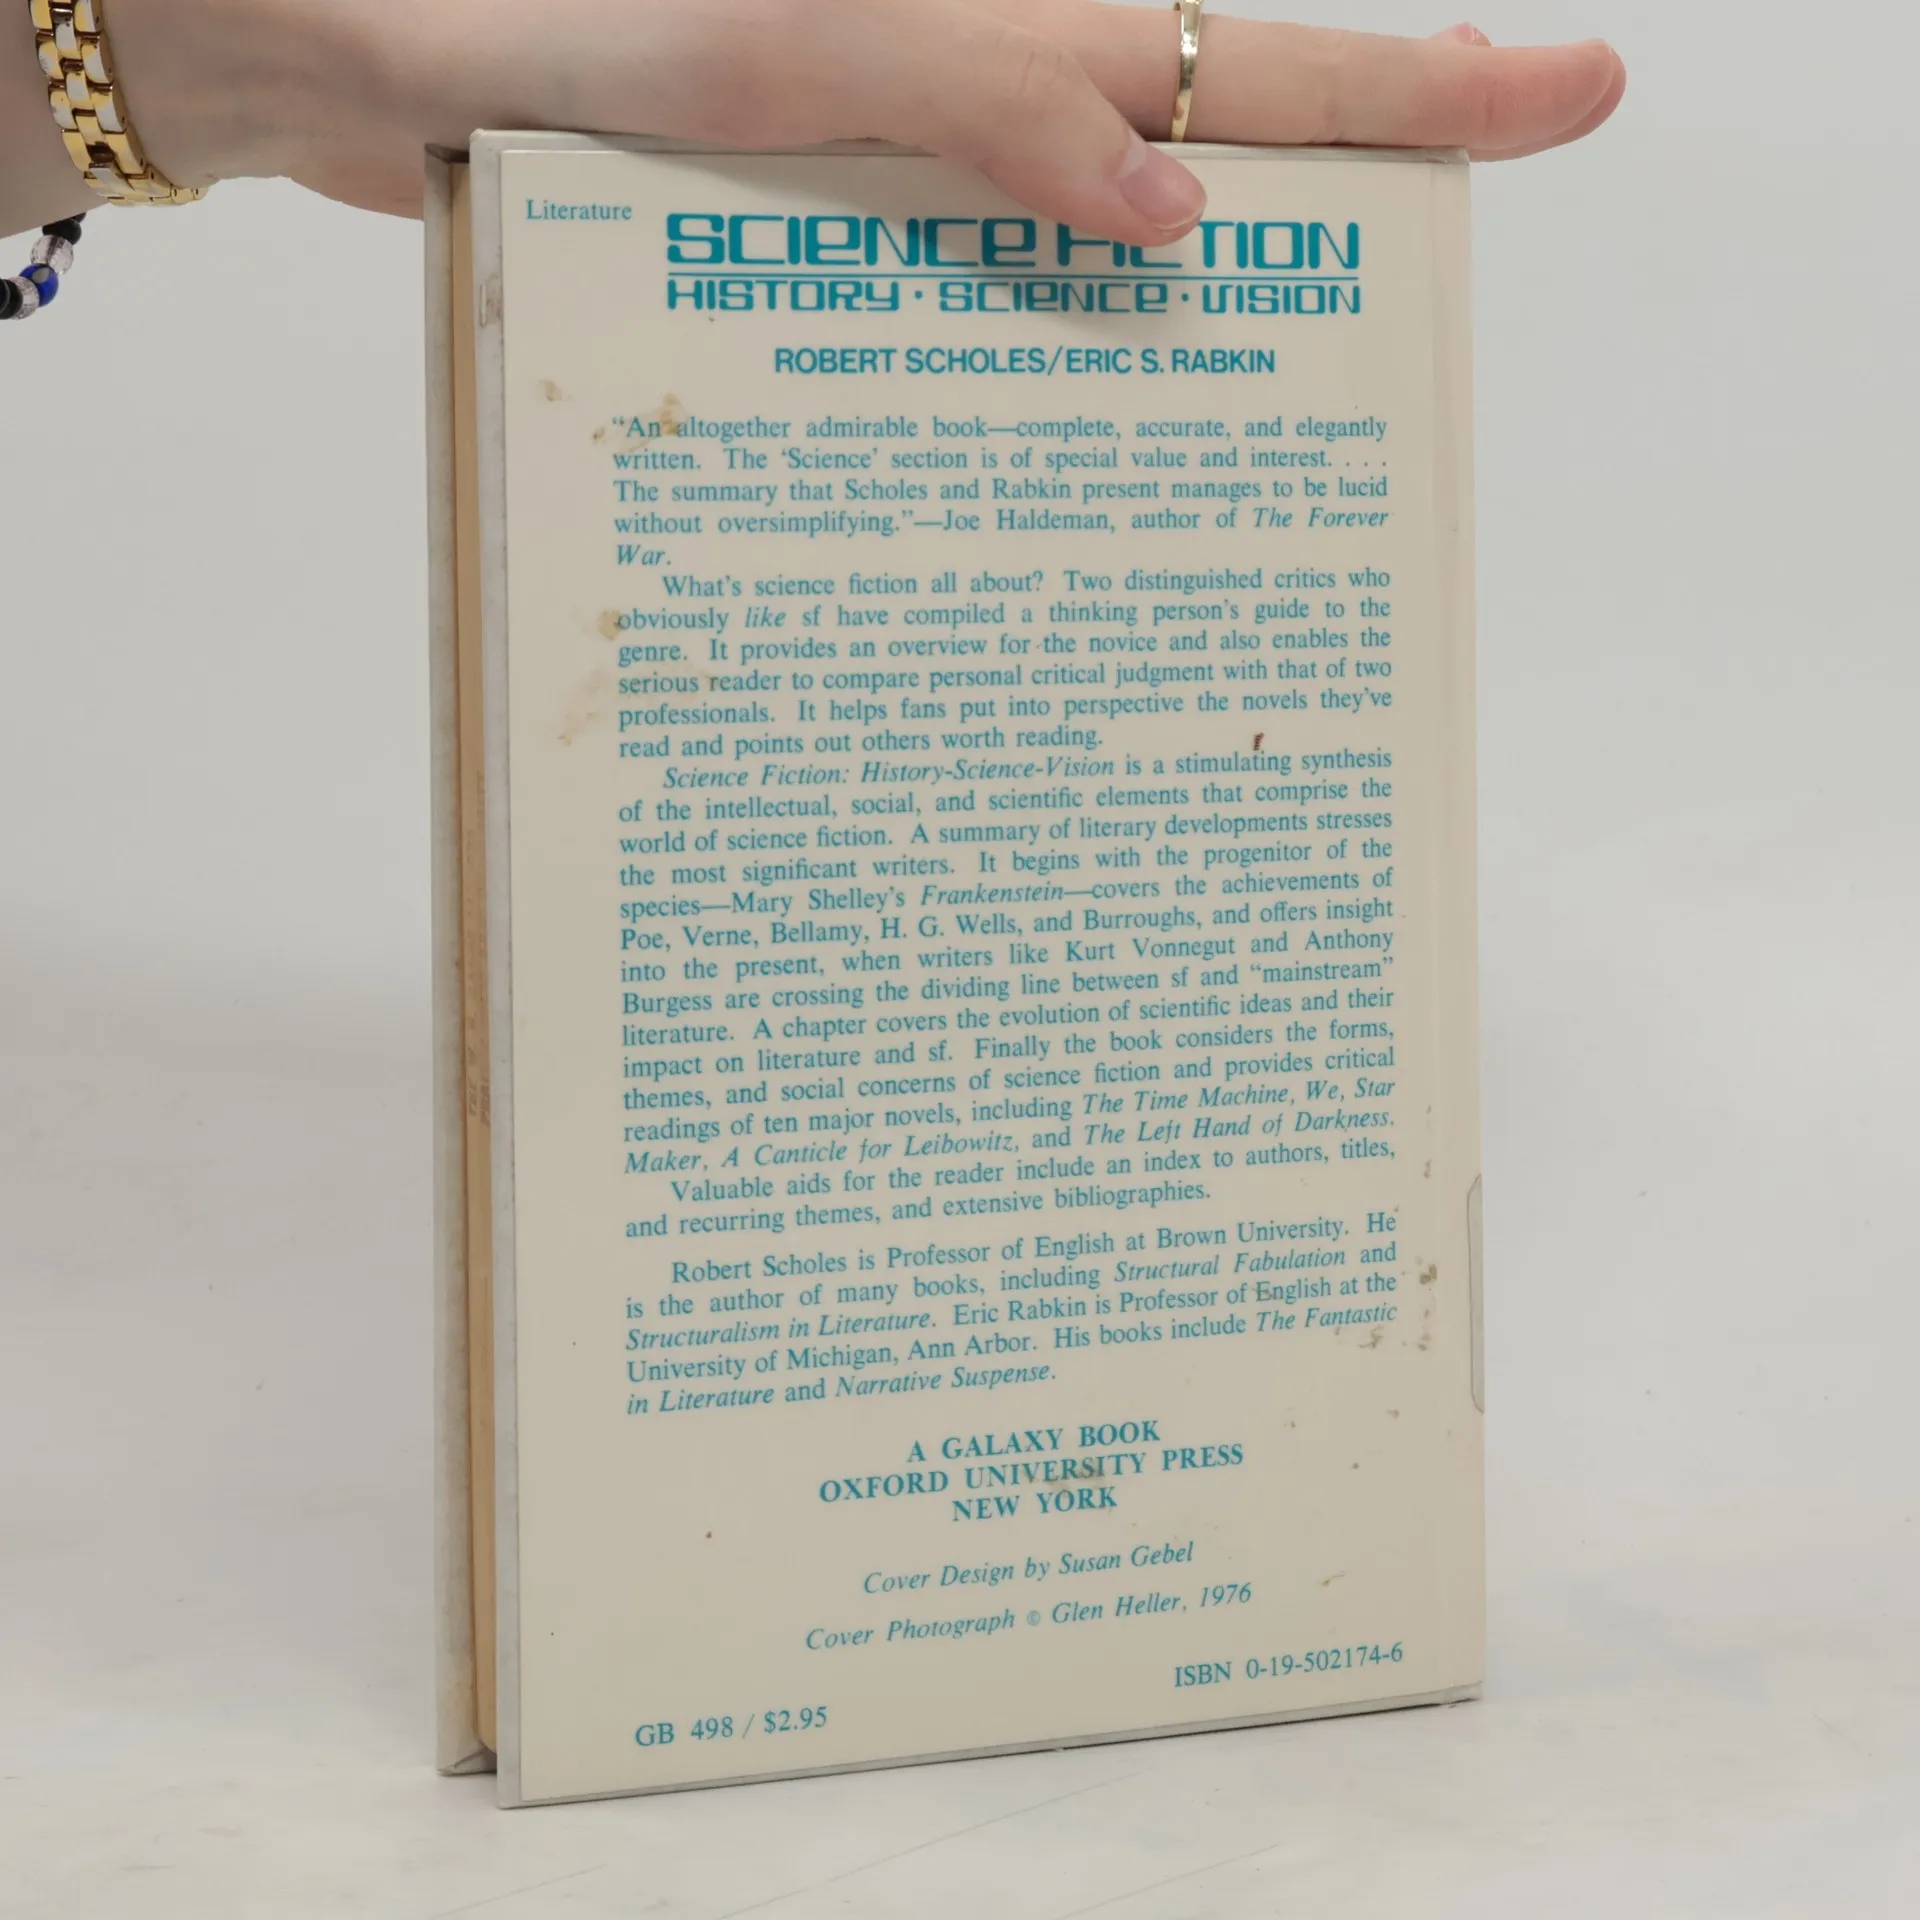 Literature
SCIENCE FICTION
HISTORY · SCIENCE · VISION
ROBERT SCHOLES/ERIC S. RABKIN
“An altogether admirable book—complete, accurate, and elegantly
written. The ‘Science’ section is of special value and interest. . . .
The summary that Scholes and Rabkin present manages to be lucid
without oversimplifying.”—Joe Haldeman, author of The Forever
War.
What’s science fiction all about? Two distinguished critics who
obviously like sf have compiled a thinking person’s guide to the
genre. It provides an overview for the novice and also enables the
serious reader to compare personal critical judgment with that of two
professionals. It helps fans put into perspective the novels they’ve
read and points out others worth reading.
Science Fiction: History-Science-Vision is a stimulating synthesis
of the intellectual, social, and scientific elements that comprise the
world of science fiction. A summary of literary developments stresses
the most significant writers. It begins with the progenitor of the
species—Mary Shelley’s Frankenstein—covers the achievements of
Poe, Verne, Bellamy, H. G. Wells, and Burroughs, and offers insight
into the present, when writers like Kurt Vonnegut and Anthony
Burgess are crossing the dividing line between sf and “mainstream”
literature. A chapter covers the evolution of scientific ideas and their
impact on literature and sf. Finally the book considers the forms,
themes, and social concerns of science fiction and provides critical
readings of ten major novels, including The Time Machine, We, Star
Maker, A Canticle for Leibowitz, and The Left Hand of Darkness.
Valuable aids for the reader include an index to authors, titles,
and recurring themes, and extensive bibliographies.
Robert Scholes is Professor of English at Brown University. He
is the author of many books, including Structural Fabulation and
Structuralism in Literature. Eric Rabkin is Professor of English at the
University of Michigan, Ann Arbor. His books include The Fantastic
in Literature and Narrative Suspense.
A GALAXY BOOK
OXFORD UNIVERSITY PRESS
NEW YORK
Cover Design by Susan Gebel
Cover Photograph © Glen Heller, 1976
ISBN 0-19-502174-6
GB 498 / $2.95